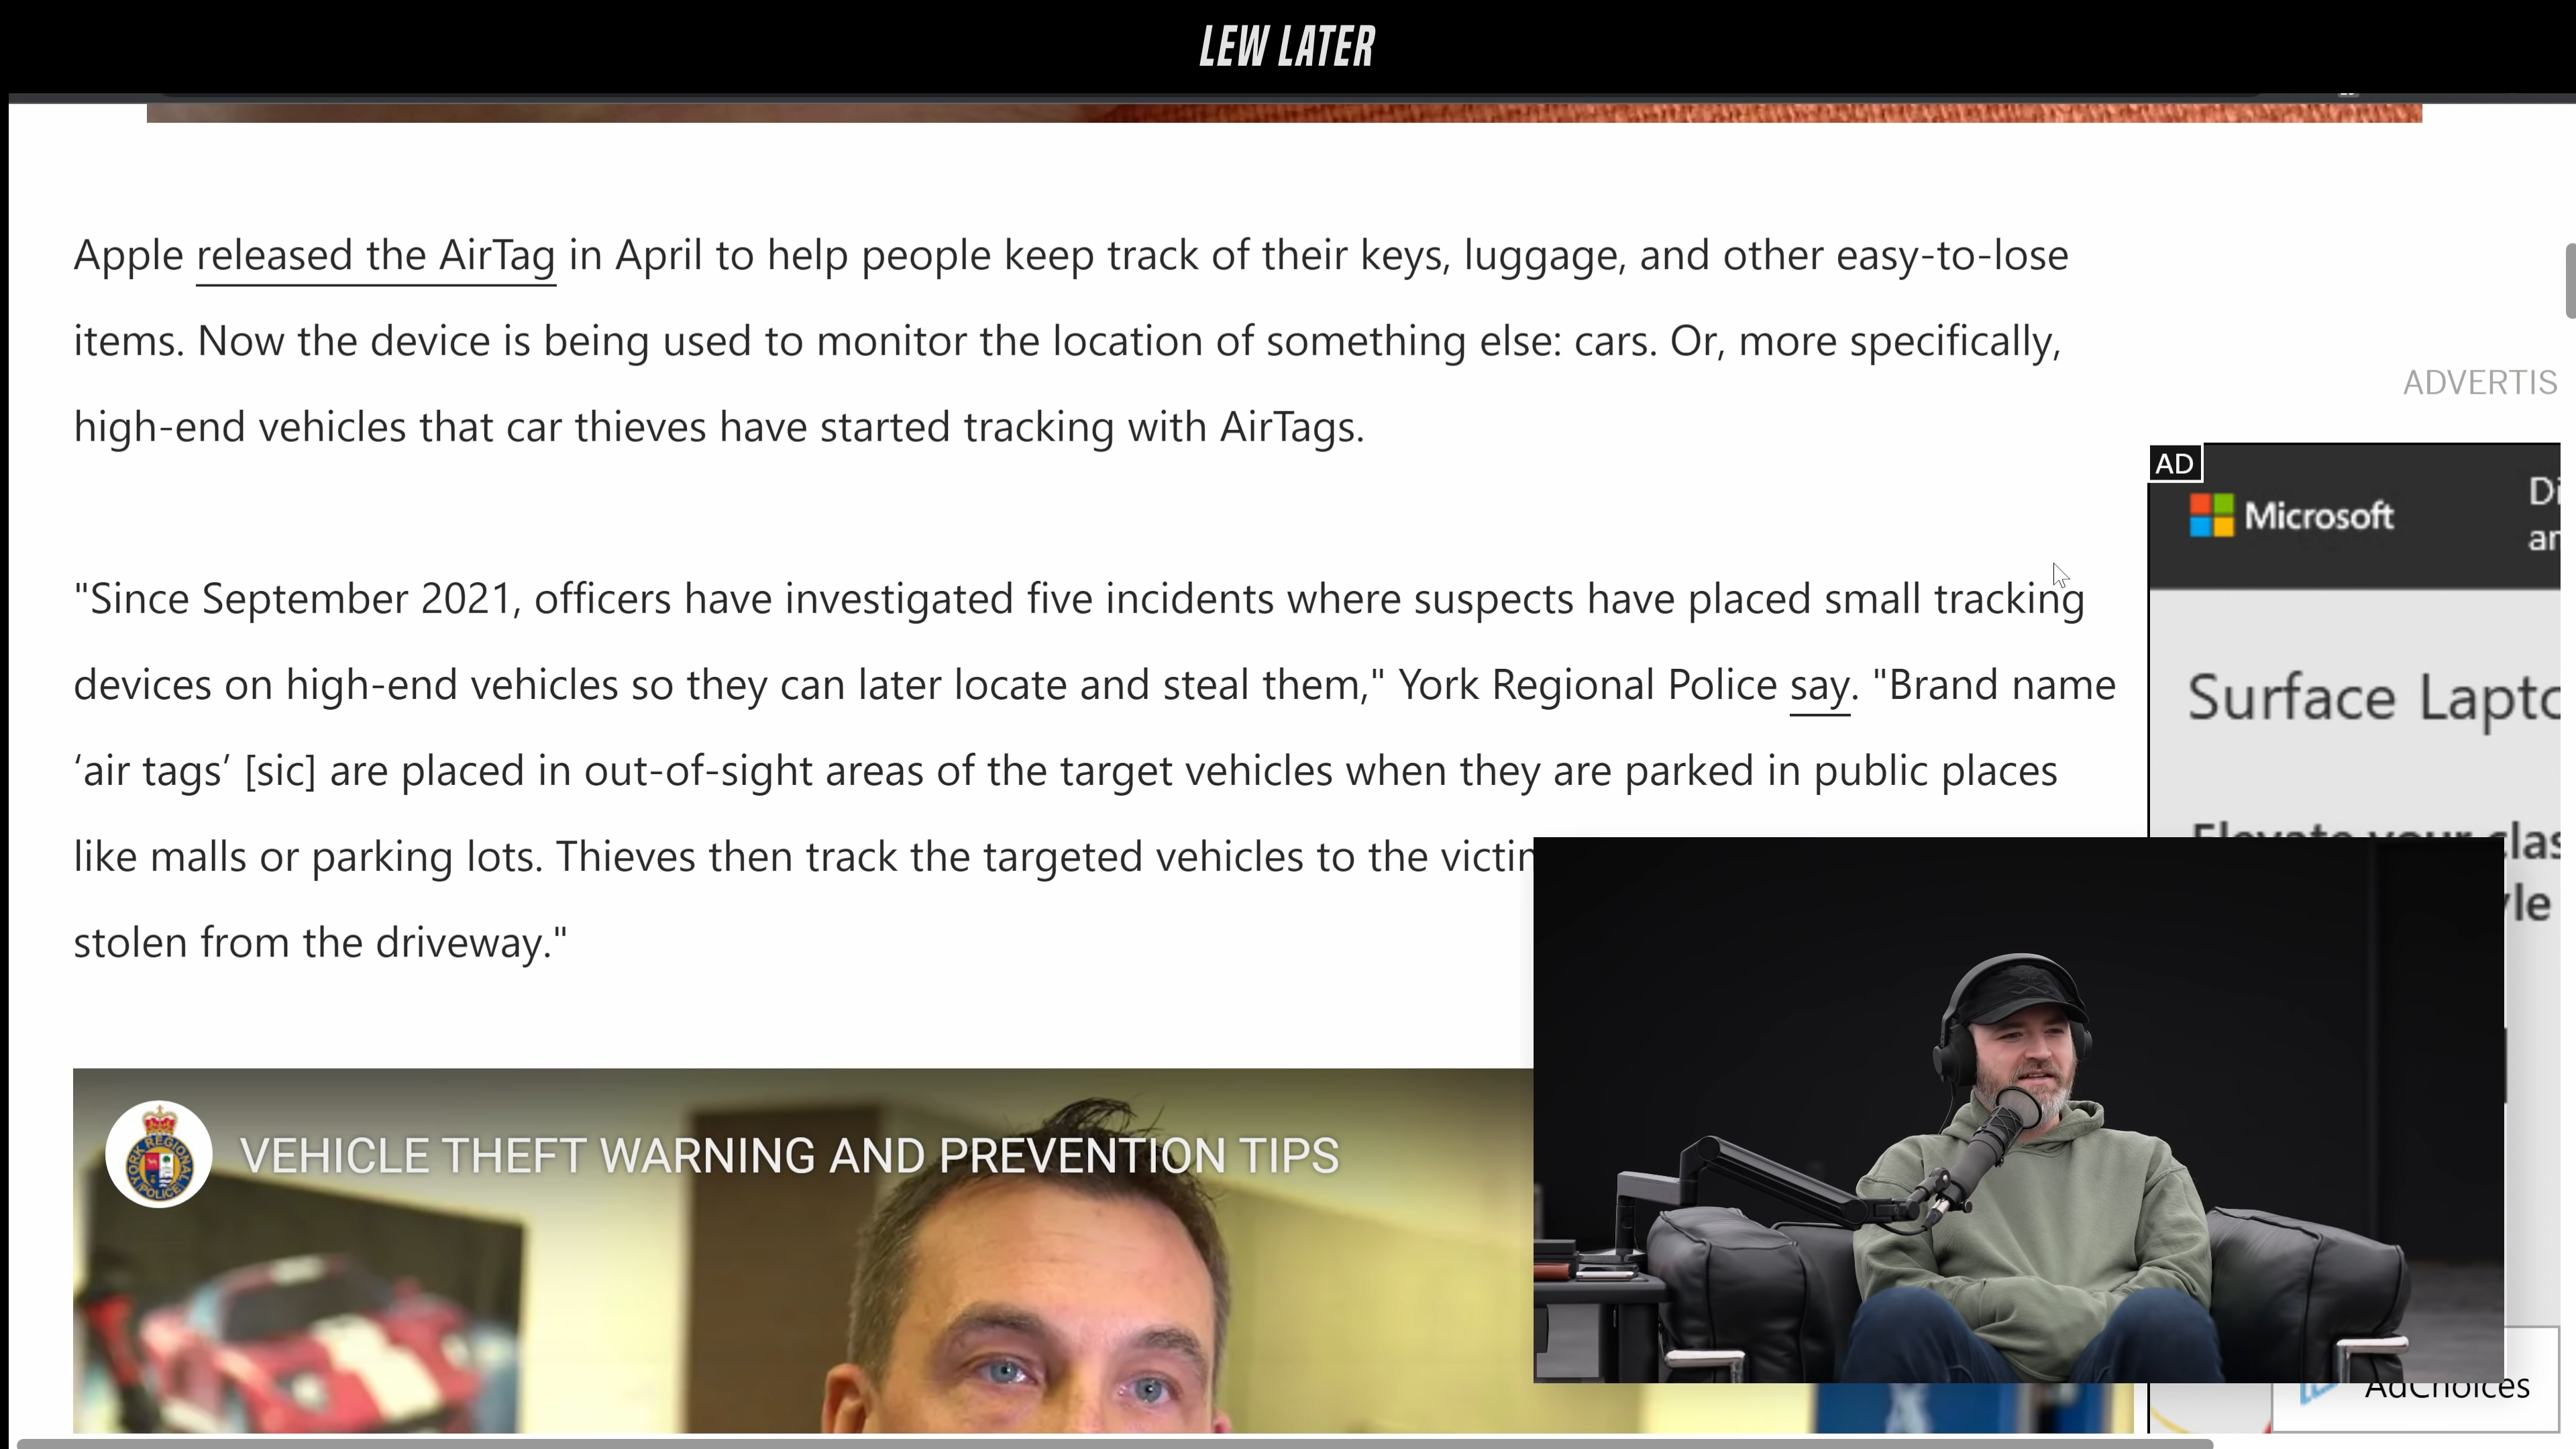 LEW LATER
Apple released the AirTag in April to help people keep track of their keys, luggage, and other easy-to-lose
items. Now the device is being used to monitor the location of something else: cars. Or, more specifically,
high-end vehicles that car thieves have started tracking with AirTags.
"Since September 2021, officers have investigated five incidents where suspects have placed small tracking
devices on high-end vehicles so they can later locate and steal them," York Regional Police say. "Brand name
‘air tags’ [sic] are placed in out-of-sight areas of the target vehicles when they are parked in public places
like malls or parking lots. Thieves then track the targeted vehicles to the
stolen from the driveway."
VEHICLE THEFT WARNING AND PREVENTION TIPS
YORK REGIONAL
POLICE
ADVERTIS
AD
Microsoft
Surface
Elevate your
AdChoices